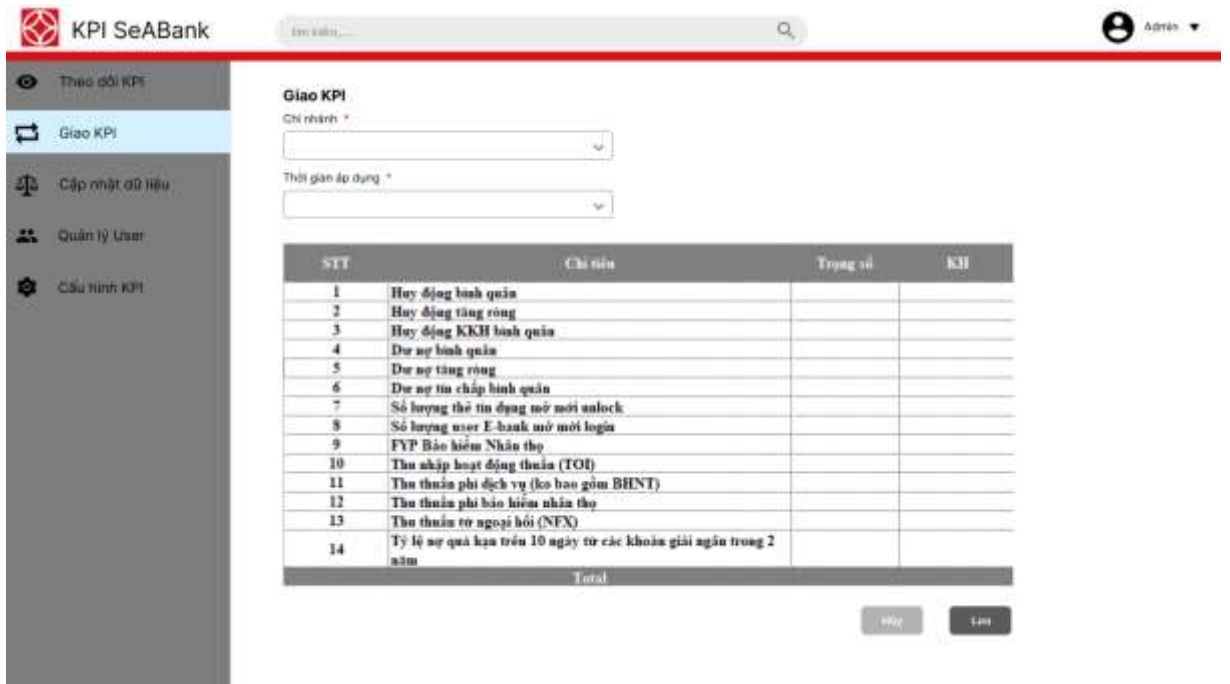 KPI SeABank
Tìm kiếm,...
Admin
Theo dõi KPI
Giao KPI
Cập nhật dữ liệu
Quản lý User
Cấu hình KPI
Giao KPI
Chi nhánh *
Thời gian áp dụng *
STT Chỉ tiêu Trọng số KH
1 Huy động bình quân
2 Huy động tăng ròng
3 Huy động KKH bình quân
4 Dư nợ bình quân
5 Dư nợ tăng ròng
6 Dư nợ tín chấp bình quân
7 Số lượng thẻ tín dụng mở mới unlock
8 Số lượng user E-bank mở mới login
9 FYP Bảo hiểm Nhân thọ
10 Thu nhập hoạt động thuần (TOI)
11 Thu thuần phí dịch vụ (ko bao gồm BHNT)
12 Thu thuần phí bảo hiểm nhân thọ
13 Thu thuần từ ngoại hối (NFX)
14 Tỷ lệ nợ quá hạn trên 10 ngày từ các khoản giải ngân trong 2
năm
Total
Hủy Lưu